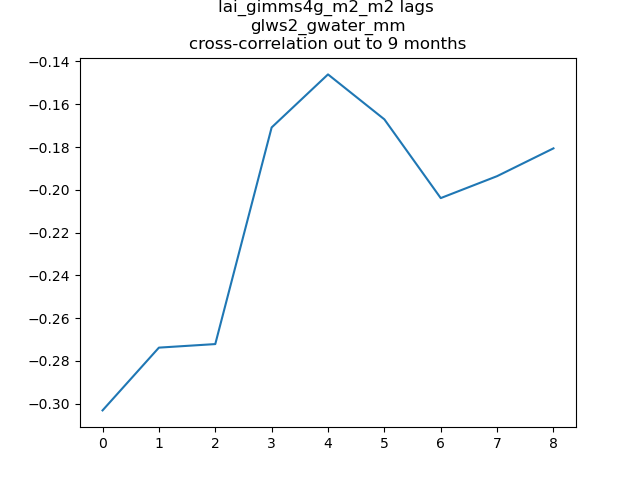 lai_gimms4g_m2_m2 lags
glws2_gwater_mm
cross-correlation out to 9 months
−0.14
−0.16
−0.18
−0.20
−0.22
−0.24
−0.26
−0.28
−0.30
0 1 2 3 4 5 6 7 8